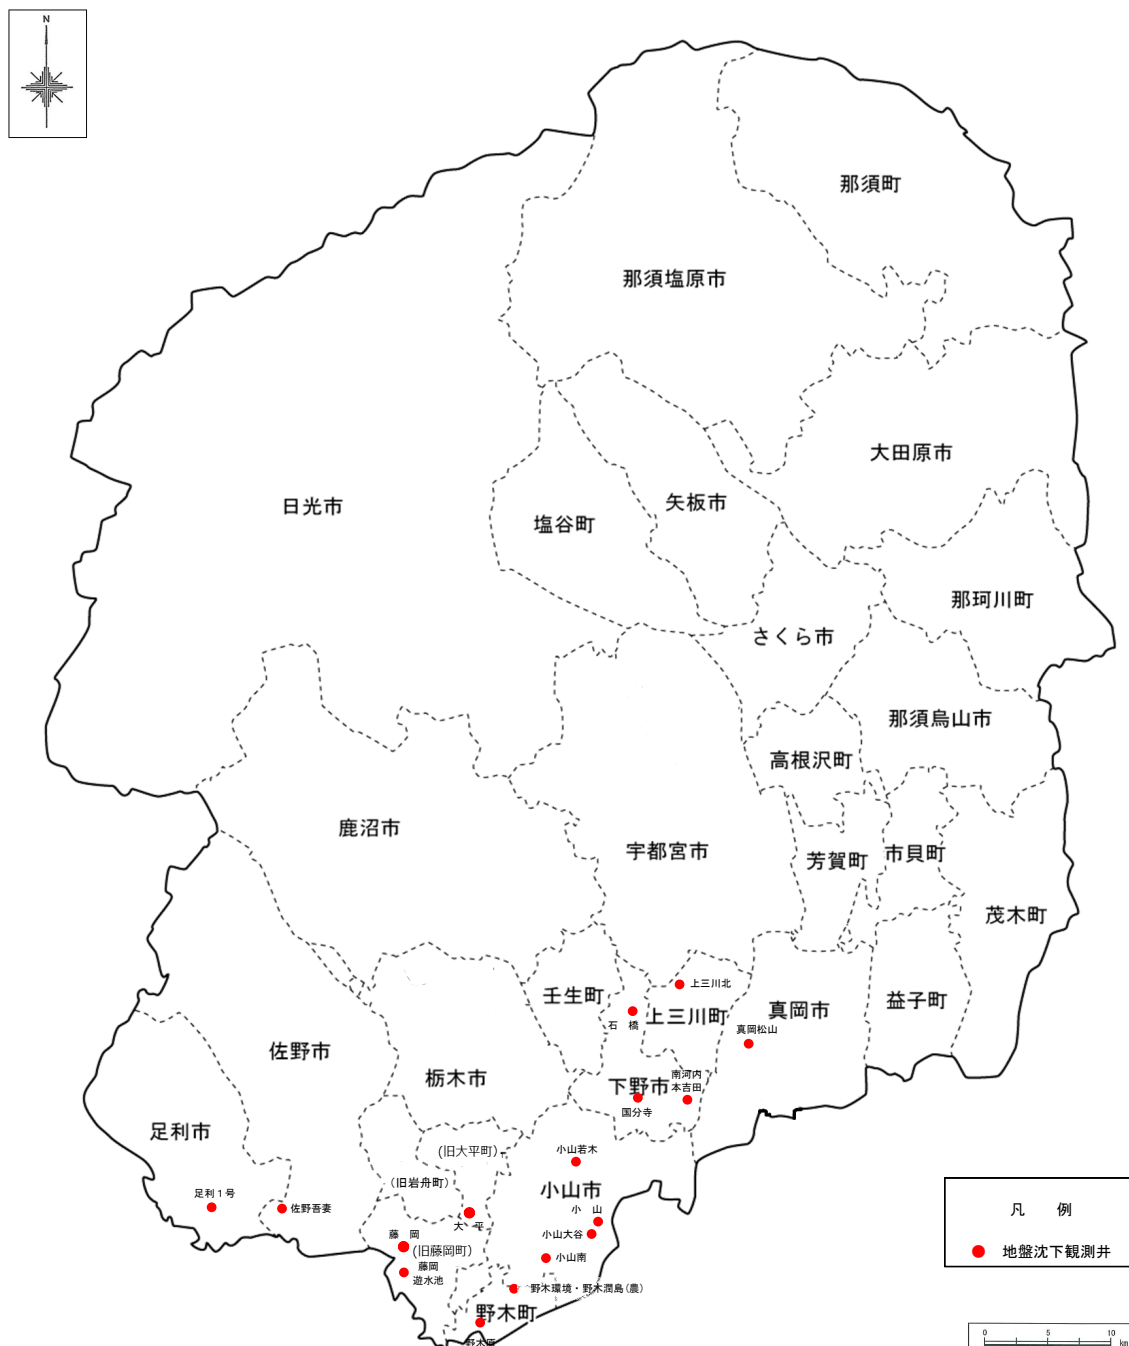 N
那須町
那須塩原市
大田原市
日光市
矢板市
塩谷町
那珂川町
さくら市
那須烏山市
高根沢町
鹿沼市
宇都宮市
芳賀町
市貝町
茂木町
上三川北
壬生町
益子町
真岡市
上三川町
石 橋
真岡松山
佐野市
南河内
本吉田
栃木市
下野市
国分寺
足利市
(旧大平町)
小山若木
(旧岩舟町)
小山市
足利１号
佐野吾妻
小 山
大 平
藤 岡
小山大谷
(旧藤岡町)
小山南
藤岡
遊水池
野木環境・野木潤島(農)
野木町
野木原
凡 例
地盤沈下観測井
0 5 10
km